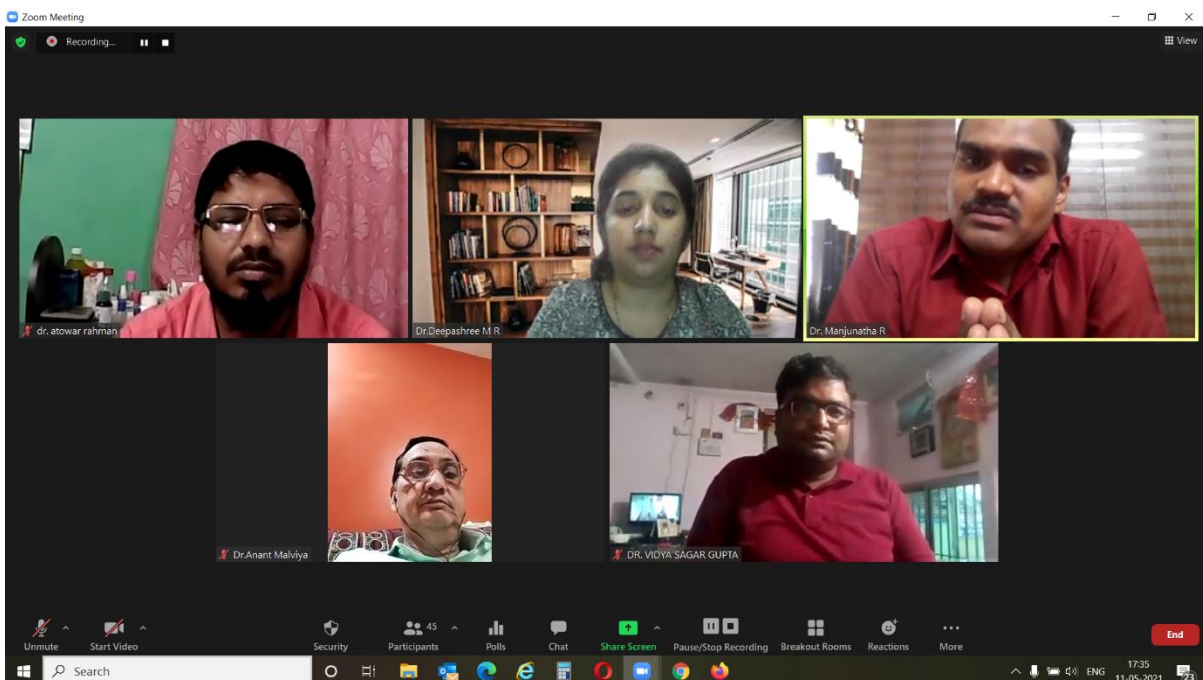 Zoom Meeting
Recording...
View
dr. atowar rahman
Dr.Deepashree M R
Dr. Manjunatha R
Dr.Anant Malviya
DR. VIDYA SAGAR GUPTA
Unmute
Start Video
Security
Participants
45
Polls
Chat
Share Screen
Pause/Stop Recording
Breakout Rooms
Reactions
More
End
Search
ENG
17:35
11-05-2021
23